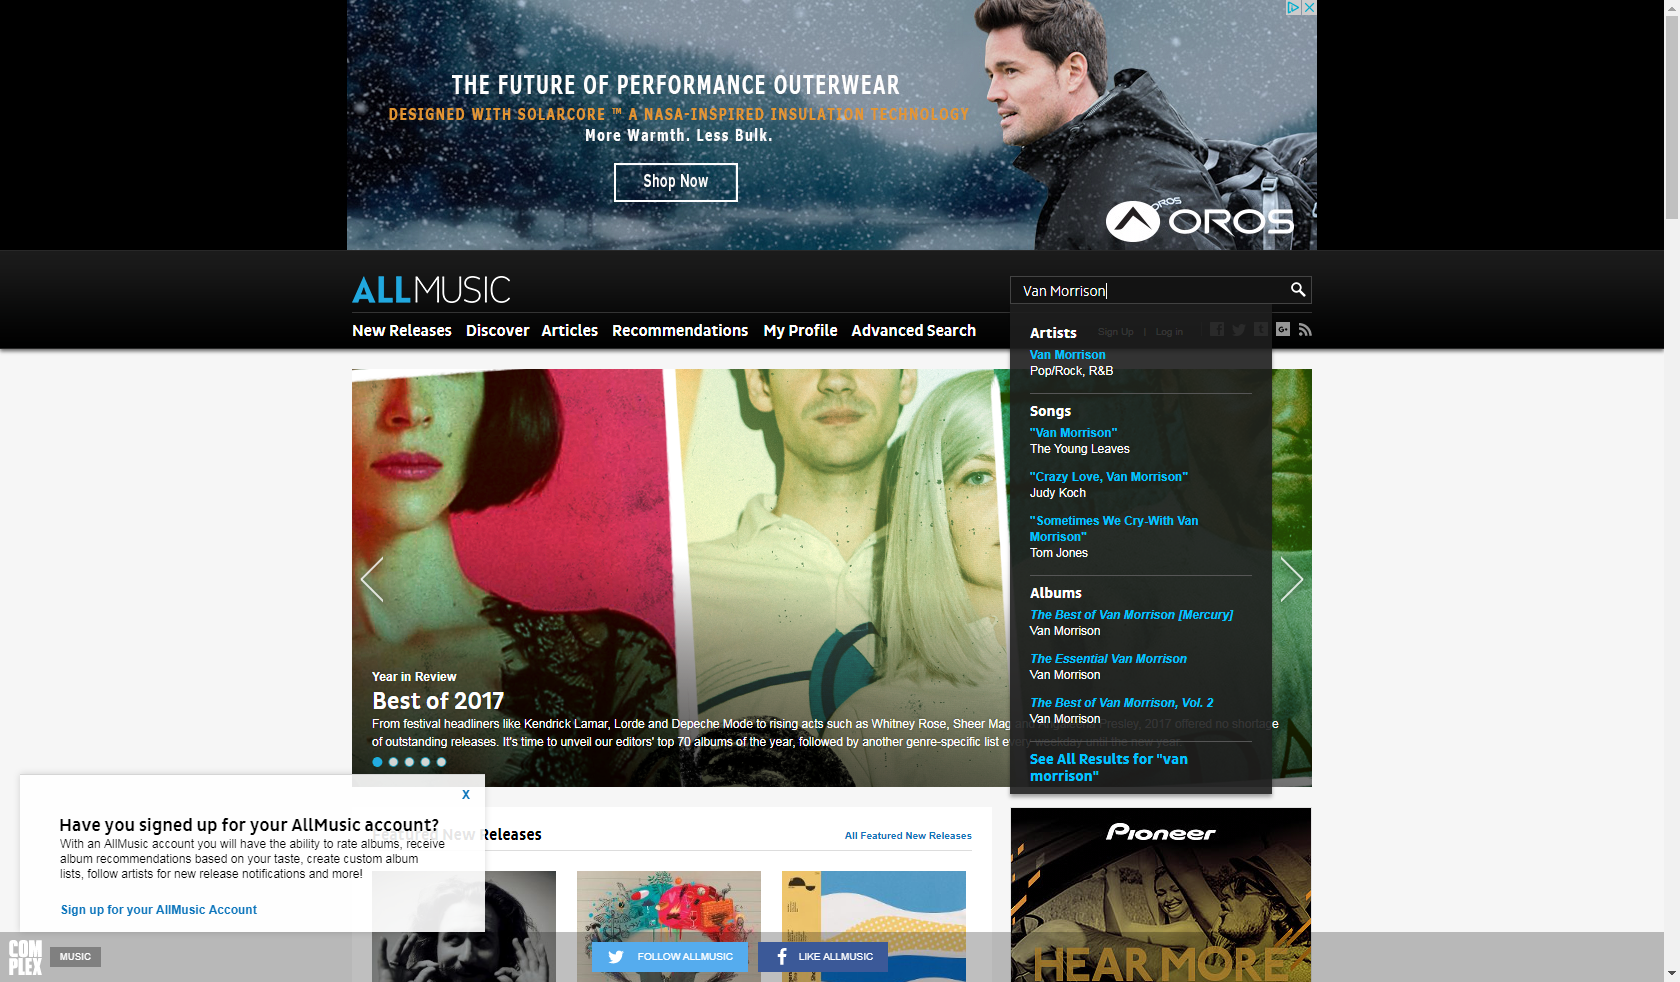 THE FUTURE OF PERFORMANCE OUTERWEAR
DESIGNED WITH SOLARCORE ™ A NASA-INSPIRED INSULATION TECHNOLOGY
More Warmth. Less Bulk.
Shop Now
OROS
OROS
ALLMUSIC
Van Morrison
New Releases Discover Articles Recommendations My Profile Advanced Search
Sign Up | Log in
Artists
Van Morrison
Pop/Rock, R&B
Songs
"Van Morrison"
The Young Leaves
"Crazy Love, Van Morrison"
Judy Koch
"Sometimes We Cry-With Van
Morrison"
Tom Jones
Albums
The Best of Van Morrison [Mercury]
Van Morrison
The Essential Van Morrison
Van Morrison
The Best of Van Morrison, Vol. 2
Van Morrison
See All Results for "van
morrison"
Year in Review
Best of 2017
From festival headliners like Kendrick Lamar, Lorde and Depeche Mode to rising acts such as Whitney Rose, Sheer Mag and Presley, 2017 offered no shortage
of outstanding releases. It's time to unveil our editors' top 70 albums of the year, followed by another genre-specific list every weekday until the new year.
X
Have you signed up for your AllMusic account?
With an AllMusic account you will have the ability to rate albums, receive
album recommendations based on your taste, create custom album
lists, follow artists for new release notifications and more!
Sign up for your AllMusic Account
Featured New Releases
All Featured New Releases
Pioneer
HEAR MORE
COM
PLEX
MUSIC
FOLLOW ALLMUSIC
LIKE ALLMUSIC